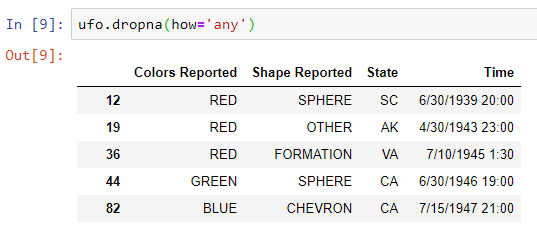 In [9]: ufo.dropna(how='any')
Out[9]:
Colors Reported Shape Reported State Time
12 RED SPHERE SC 6/30/1939 20:00
19 RED OTHER AK 4/30/1943 23:00
36 RED FORMATION VA 7/10/1945 1:30
44 GREEN SPHERE CA 6/30/1946 19:00
82 BLUE CHEVRON CA 7/15/1947 21:00